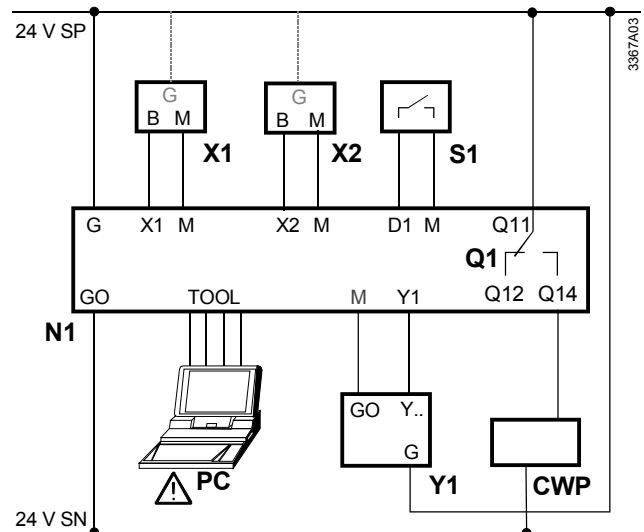 24 V SP
3367A03
G
B M
X1
G
B M
X2
S1
G X1 M X2 M D1 M Q11
Q1
GO TOOL M Y1 Q12 Q14
N1
GO Y..
G
PC
Y1
CWP
24 V SN